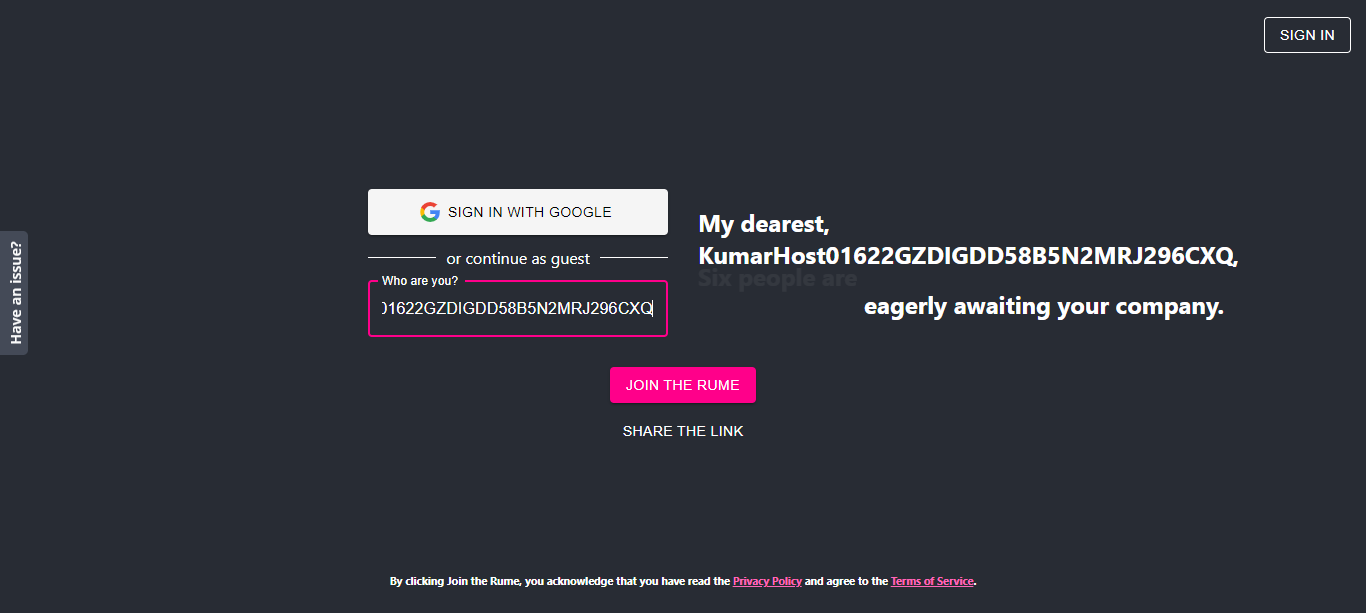 SIGN IN
SIGN IN WITH GOOGLE
or continue as guest
Who are you?
01622GZDIGDD58B5N2MRJ296CXQ
My dearest,
KumarHost01622GZDIGDD58B5N2MRJ296CXQ,
Six people are
eagerly awaiting your company.
JOIN THE RUME
SHARE THE LINK
Have an issue?
By clicking Join the Rume, you acknowledge that you have read the Privacy Policy and agree to the Terms of Service.